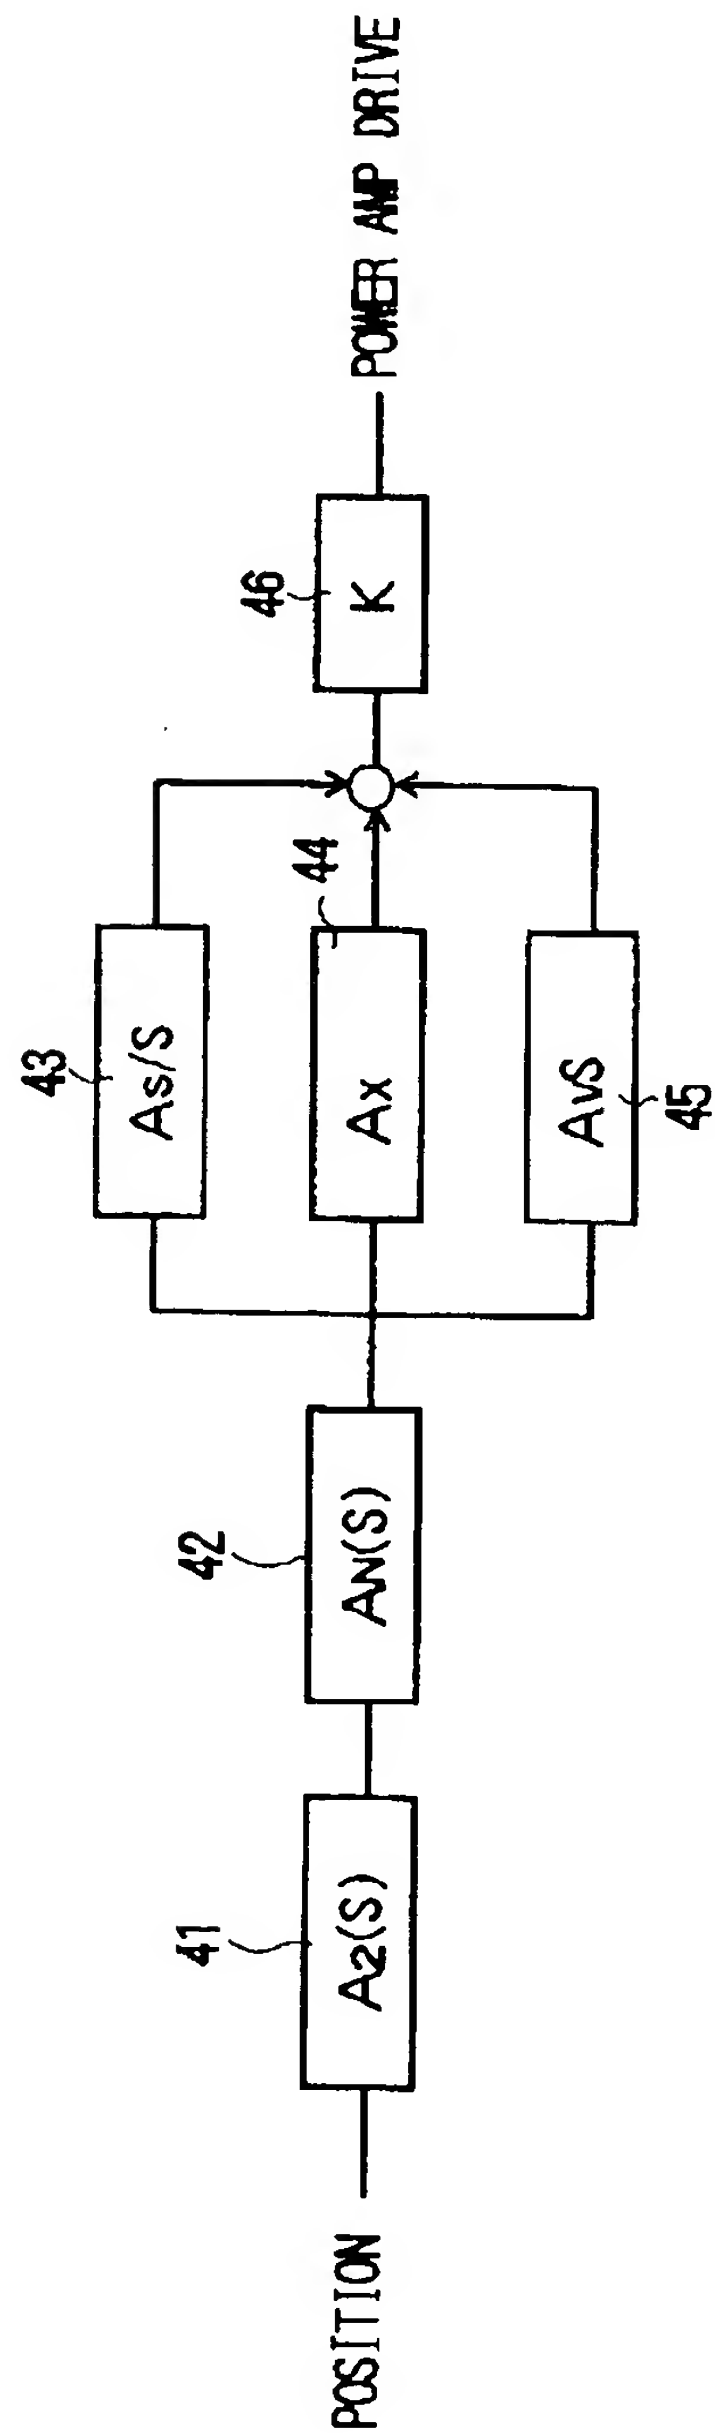 POSITION
41
A2(S)
42
AN(S)
43
As/S
44
Ax
45
AvS
46
K
POWER AMP DRIVE